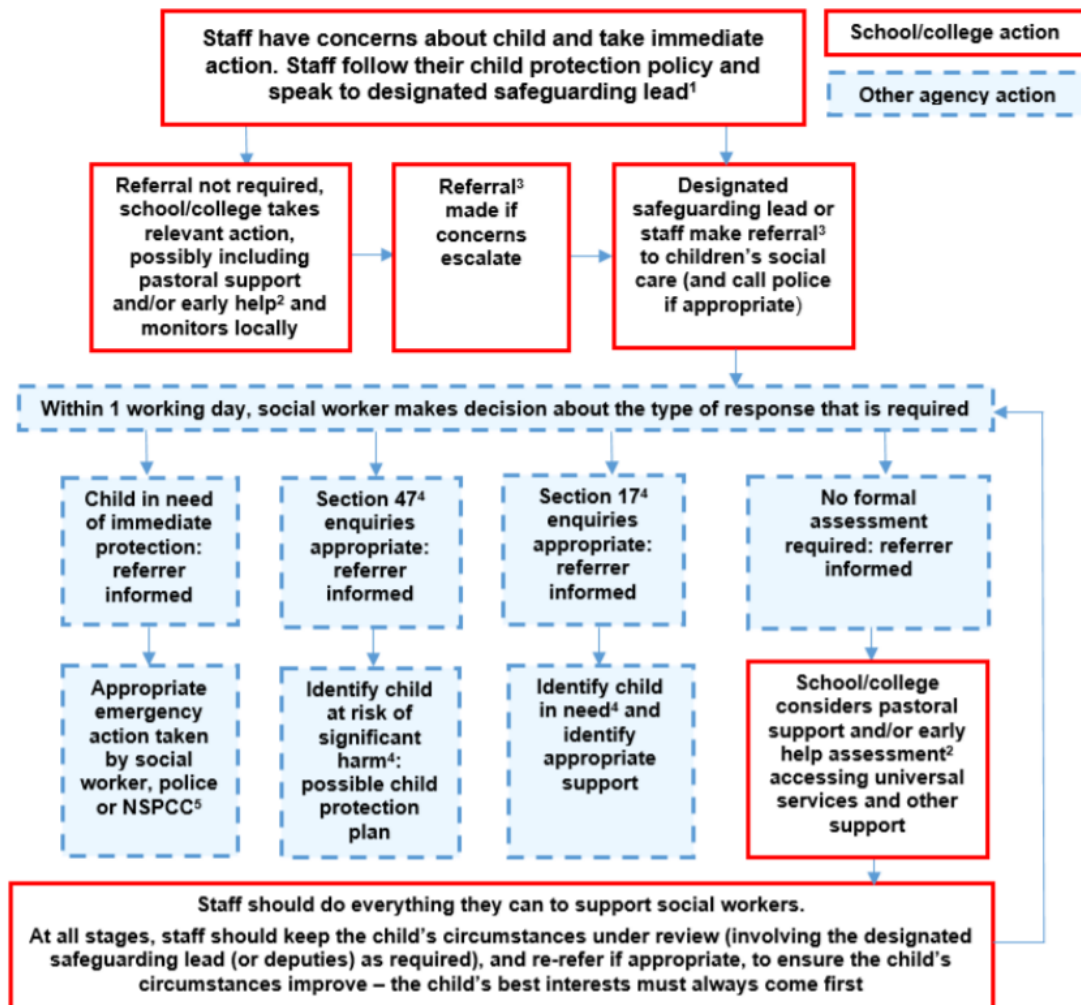 Staff have concerns about child and take immediate
action. Staff follow their child protection policy and
speak to designated safeguarding lead¹
School/college action
Other agency action
Referral not required,
school/college takes
relevant action,
possibly including
pastoral support
and/or early help² and
monitors locally
Referral³
made if
concerns
escalate
Designated
safeguarding lead or
staff make referral³
to children's social
care (and call police
if appropriate)
Within 1 working day, social worker makes decision about the type of response that is required
Child in need
of immediate
protection:
referrer
informed
Section 47⁴
enquiries
appropriate:
referrer
informed
Section 17⁴
enquiries
appropriate:
referrer
informed
No formal
assessment
required: referrer
informed
Appropriate
emergency
action taken
by social
worker, police
or NSPCC⁵
Identify child
at risk of
significant
harm⁴:
possible child
protection
plan
Identify child
in need⁴ and
identify
appropriate
support
School/college
considers pastoral
support and/or early
help assessment²
accessing universal
services and other
support
Staff should do everything they can to support social workers.
At all stages, staff should keep the child's circumstances under review (involving the designated
safeguarding lead (or deputies) as required), and re-refer if appropriate, to ensure the child's
circumstances improve – the child's best interests must always come first